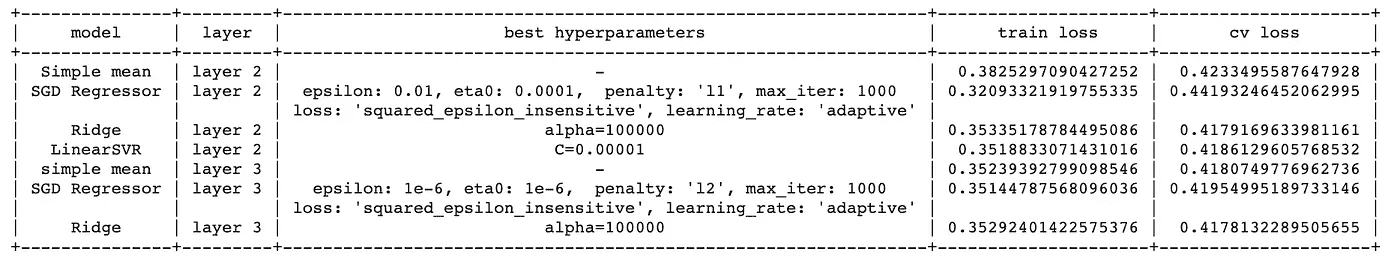 +---------------+---------+----------------------------------------------------------------+---------------------+---------------------+
| model | layer | best hyperparameters | train loss | cv loss |
+---------------+---------+----------------------------------------------------------------+---------------------+---------------------+
| Simple mean | layer 2 | - | 0.3825297090427252 | 0.4233495587647928 |
| SGD Regressor | layer 2 | epsilon: 0.01, eta0: 0.0001, penalty: 'l1', max_iter: 1000 | 0.32093321919755335 | 0.44193246452062995 |
| | | loss: 'squared_epsilon_insensitive', learning_rate: 'adaptive' | | |
| Ridge | layer 2 | alpha=100000 | 0.35335178784495086 | 0.4179169633981161 |
| LinearSVR | layer 2 | C=0.00001 | 0.3518833071431016 | 0.41861296057685​32 |
| simple mean | layer 3 | - | 0.35239392799098546 | 0.4180749776962736 |
| SGD Regressor | layer 3 | epsilon: 1e-6, eta0: 1e-6, penalty: 'l2', max_iter: 1000 | 0.35144787568096036 | 0.41954995189733146 |
| | | loss: 'squared_epsilon_insensitive', learning_rate: 'adaptive' | | |
| Ridge | layer 3 | alpha=100000 | 0.35292401422575376 | 0.4178132289505655 |
+---------------+---------+----------------------------------------------------------------+---------------------+---------------------+